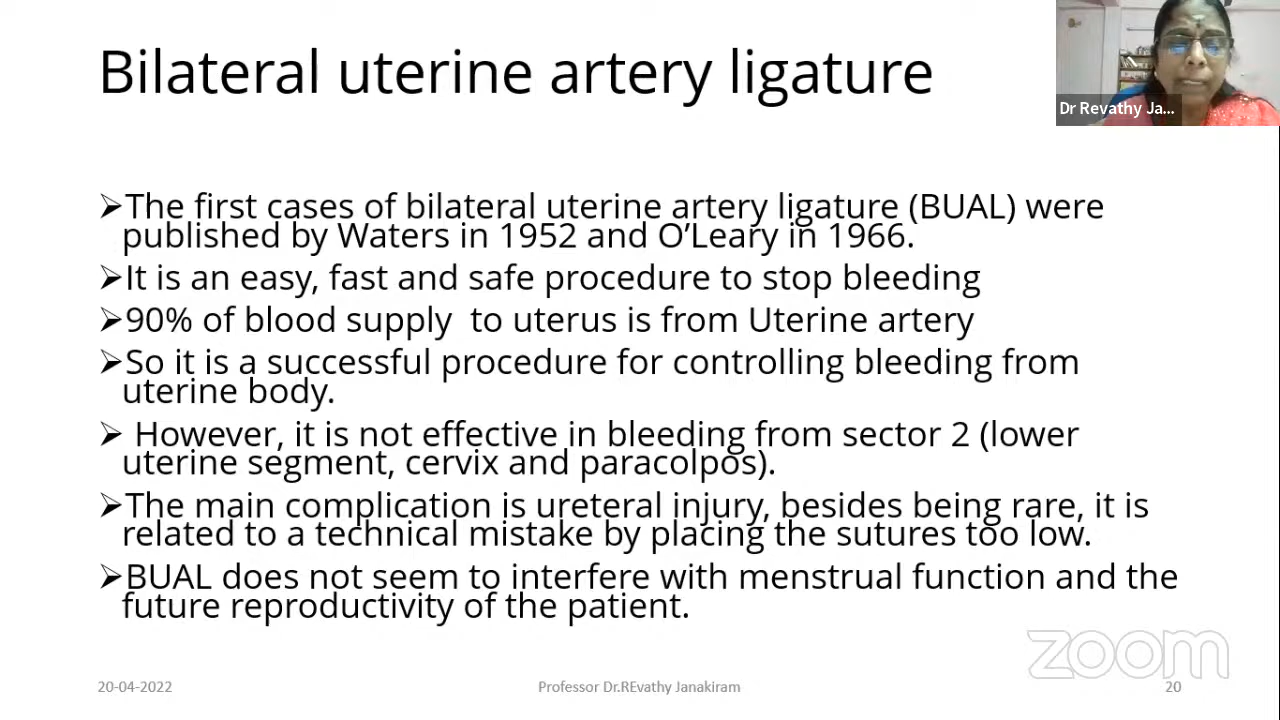 Bilateral uterine artery ligature
Dr Revathy Ja...
➢The first cases of bilateral uterine artery ligature (BUAL) were
published by Waters in 1952 and O’Leary in 1966.
➢It is an easy, fast and safe procedure to stop bleeding
➢90% of blood supply  to uterus is from Uterine artery
➢So it is a successful procedure for controlling bleeding from
uterine body.
➢ However, it is not effective in bleeding from sector 2 (lower
uterine segment, cervix and paracolpos).
➢The main complication is ureteral injury, besides being rare, it is
related to a technical mistake by placing the sutures too low.
➢BUAL does not seem to interfere with menstrual function and the
future reproductivity of the patient.
zoom
20-04-2022
Professor Dr.REvathy Janakiram
20